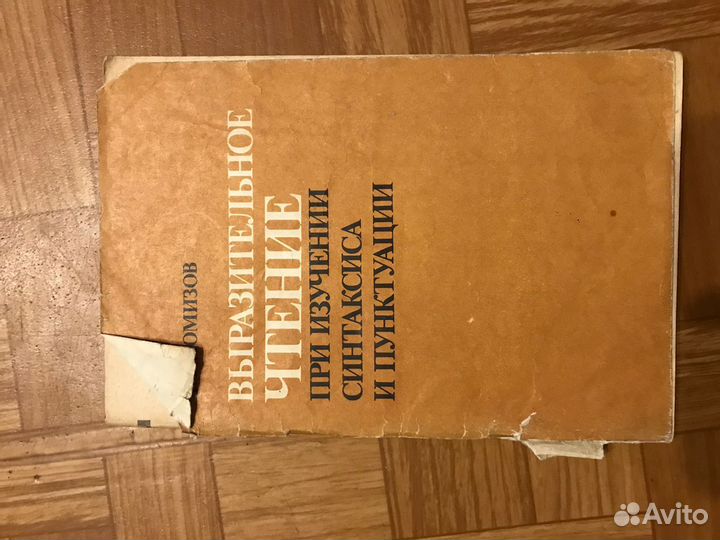 ОМИЗОВ
ВЫРАЗИТЕЛЬНОЕ
ЧТЕНИЕ
ПРИ ИЗУЧЕНИИ
СИНТАКСИСА
И ПУНКТУАЦИИ
Avito